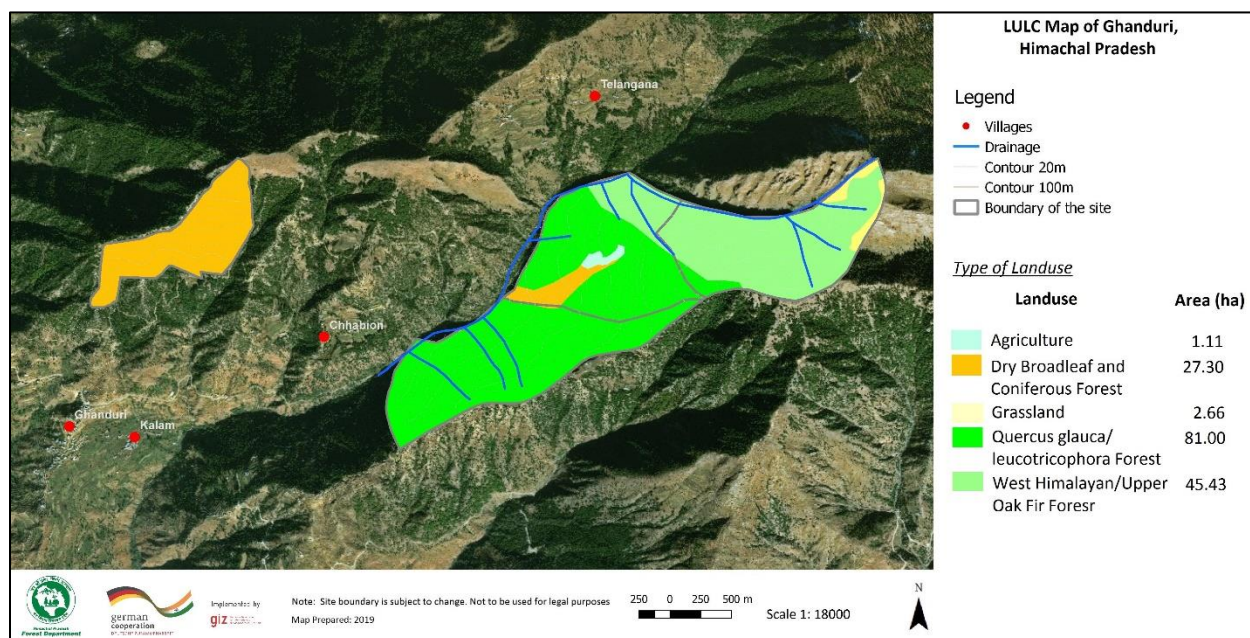 LULC Map of Ghanduri,
Himachal Pradesh
Telangana
Chhabion
Ghanduri
Kalam
Legend
Villages
Drainage
Contour 20m
Contour 100m
Boundary of the site
Type of Landuse
Landuse Area (ha)
Agriculture 1.11
Dry Broadleaf and
Coniferous Forest 27.30
Grassland 2.66
Quercus glauca/ 81.00
leucotricophora Forest
West Himalayan/Upper 45.43
Oak Fir Foresr
Himachal Pradesh
Forest Department
german
cooperation
Implemented by
giz
Note: Site boundary is subject to change. Not to be used for legal purposes
Map Prepared: 2019
250 0 250 500 m
Scale 1: 18000
N